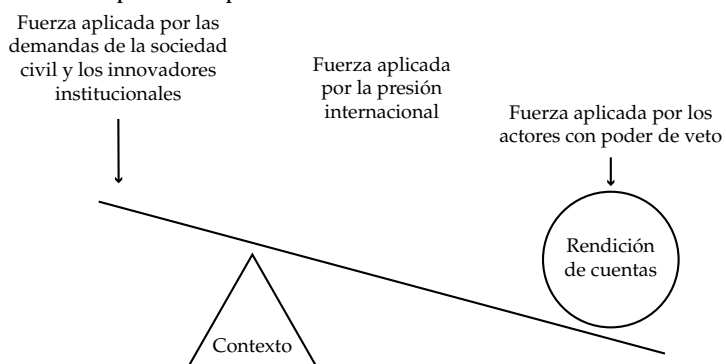 Fuerza aplicada por las
demandas de la sociedad
civil y los innovadores
institucionales
Fuerza aplicada
por la presión
internacional
Fuerza aplicada por los
actores con poder de veto
Rendición
de cuentas
Contexto